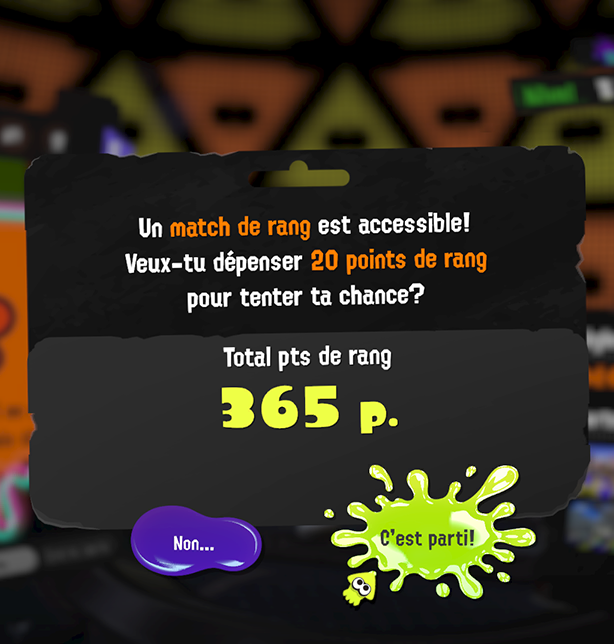 Un match de rang est accessible!
Veux-tu dépenser 20 points de rang
pour tenter ta chance?
Total pts de rang
365 p.
Non...
C'est parti!